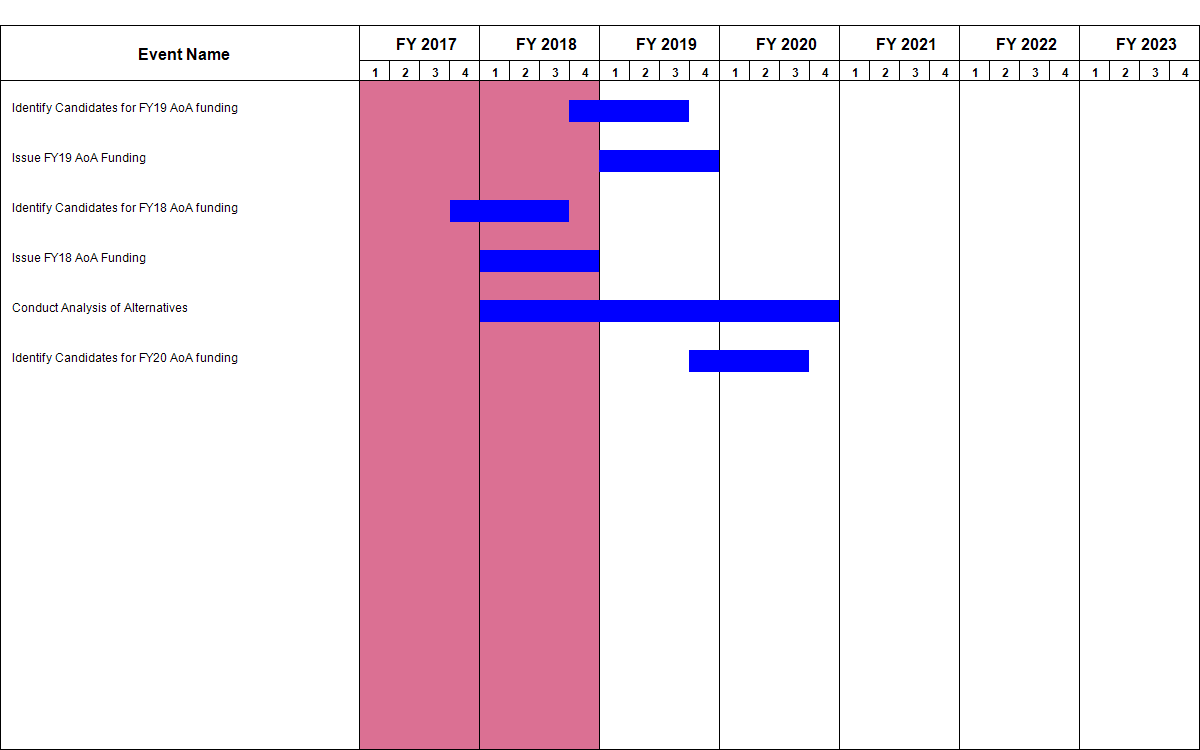 Event Name
FY 2017 FY 2018 FY 2019 FY 2020 FY 2021 FY 2022 FY 2023
1 2 3 4 1 2 3 4 1 2 3 4 1 2 3 4 1 2 3 4 1 2 3 4 1 2 3 4
Identify Candidates for FY19 AoA funding
Issue FY19 AoA Funding
Identify Candidates for FY18 AoA funding
Issue FY18 AoA Funding
Conduct Analysis of Alternatives
Identify Candidates for FY20 AoA funding